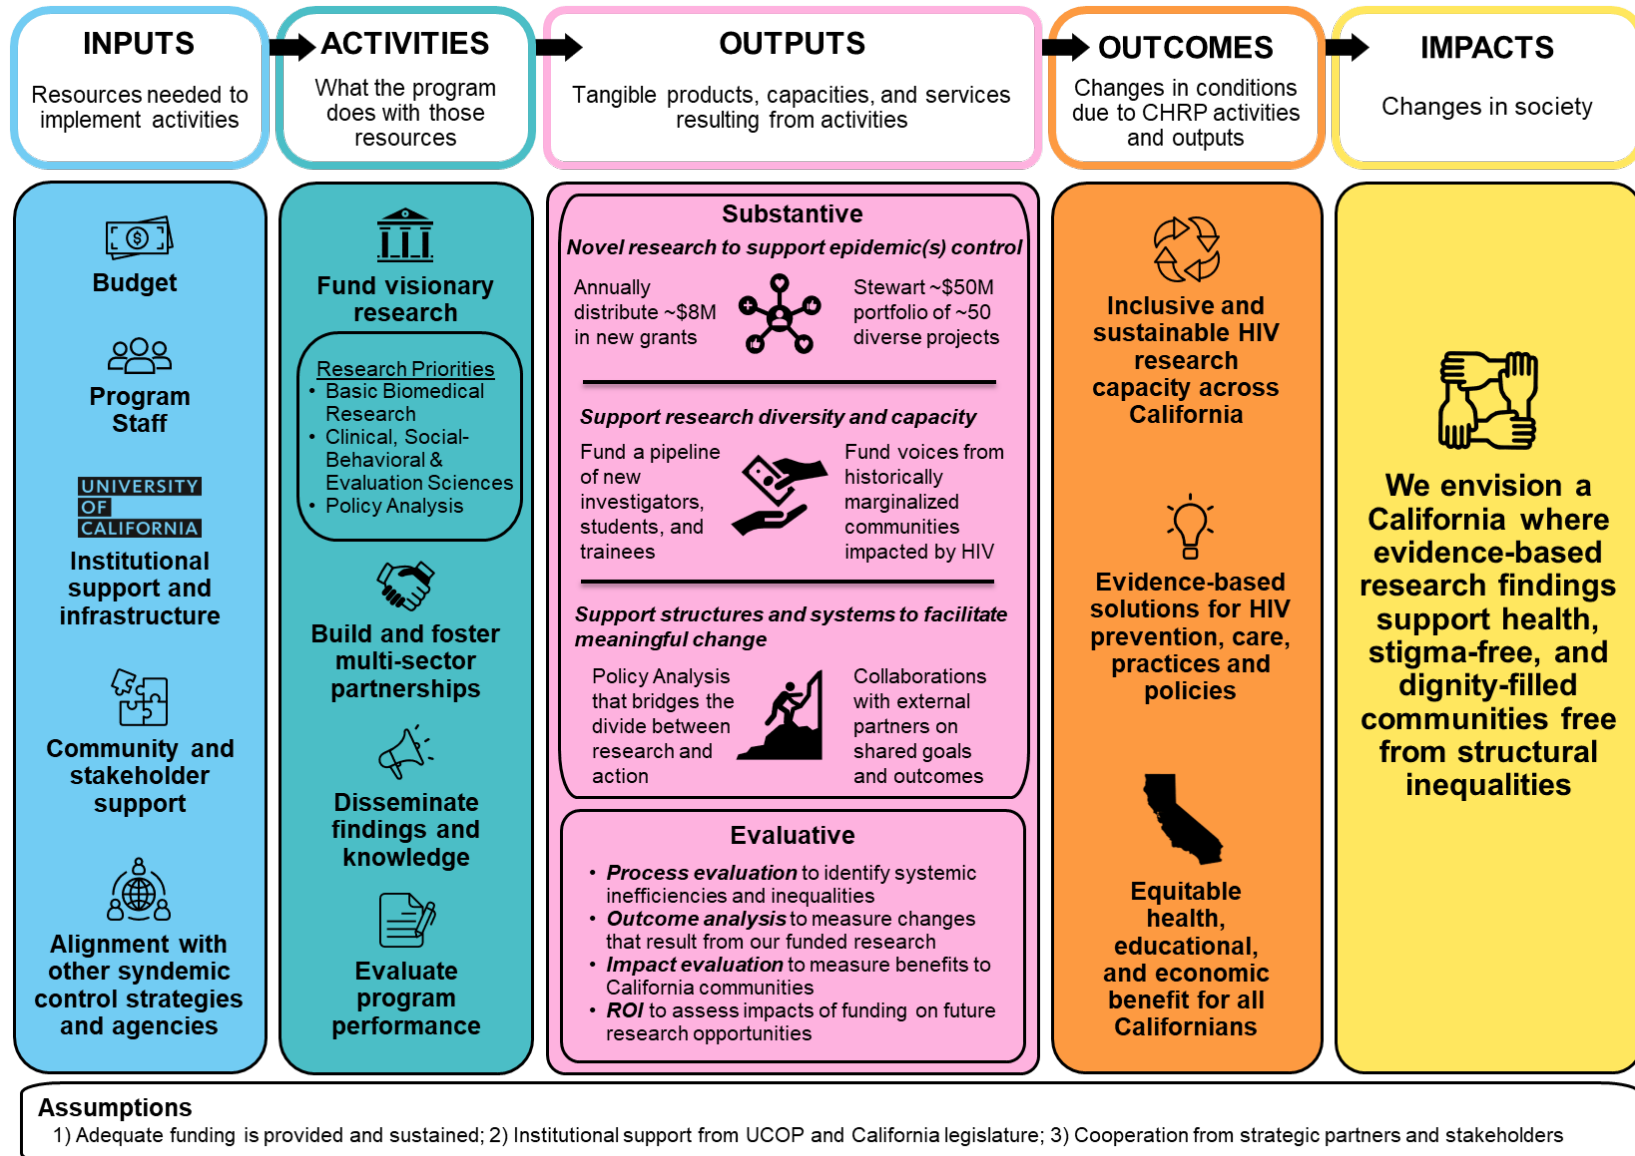 INPUTS
Resources needed to
implement activities
ACTIVITIES
What the program
does with those
resources
OUTPUTS
Tangible products, capacities, and services
resulting from activities
OUTCOMES
Changes in conditions
due to CHRP activities
and outputs
IMPACTS
Changes in society
Budget
Program
Staff
UNIVERSITY
OF
CALIFORNIA
Institutional
support and
infrastructure
Community and
stakeholder
support
Alignment with
other syndemic
control strategies
and agencies
Fund visionary
research
Research Priorities
• Basic Biomedical
Research
• Clinical, Social-
Behavioral &
Evaluation Sciences
• Policy Analysis
Build and foster
multi-sector
partnerships
Disseminate
findings and
knowledge
Evaluate
program
performance
Substantive
Novel research to support epidemic(s) control
Annually
distribute ~$8M
in new grants
Stewart ~$50M
portfolio of ~50
diverse projects
Support research diversity and capacity
Fund a pipeline
of new
investigators,
students, and
trainees
Fund voices from
historically
marginalized
communities
impacted by HIV
Support structures and systems to facilitate
meaningful change
Policy Analysis
that bridges the
divide between
research and
action
Collaborations
with external
partners on
shared goals
and outcomes
Evaluative
• Process evaluation to identify systemic
inefficiencies and inequalities
• Outcome analysis to measure changes
that result from our funded research
• Impact evaluation to measure benefits to
California communities
• ROI to assess impacts of funding on future
research opportunities
Inclusive and
sustainable HIV
research
capacity across
California
Evidence-based
solutions for HIV
prevention, care,
practices and
policies
Equitable
health,
educational,
and economic
benefit for all
Californians
We envision a
California where
evidence-based
research findings
support health,
stigma-free, and
dignity-filled
communities free
from structural
inequalities
Assumptions
1) Adequate funding is provided and sustained; 2) Institutional support from UCOP and California legislature; 3) Cooperation from strategic partners and stakeholders